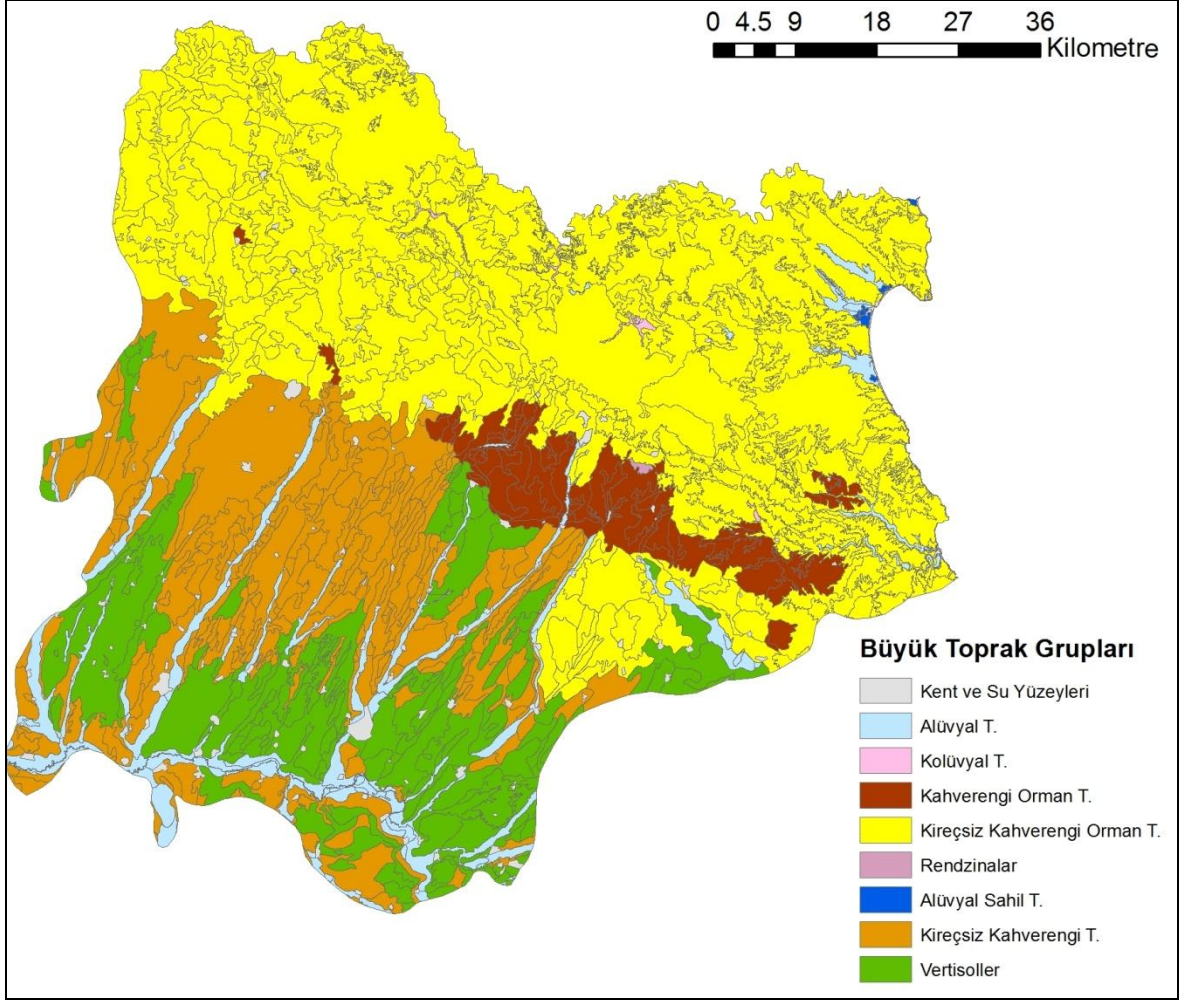 0 4.5 9 18 27 36
Kilometre
Büyük Toprak Grupları
Kent ve Su Yüzeyleri
Alüvyal T.
Kolüvyal T.
Kahverengi Orman T.
Kireçsiz Kahverengi Orman T.
Rendzinalar
Alüvyal Sahil T.
Kireçsiz Kahverengi T.
Vertisoller